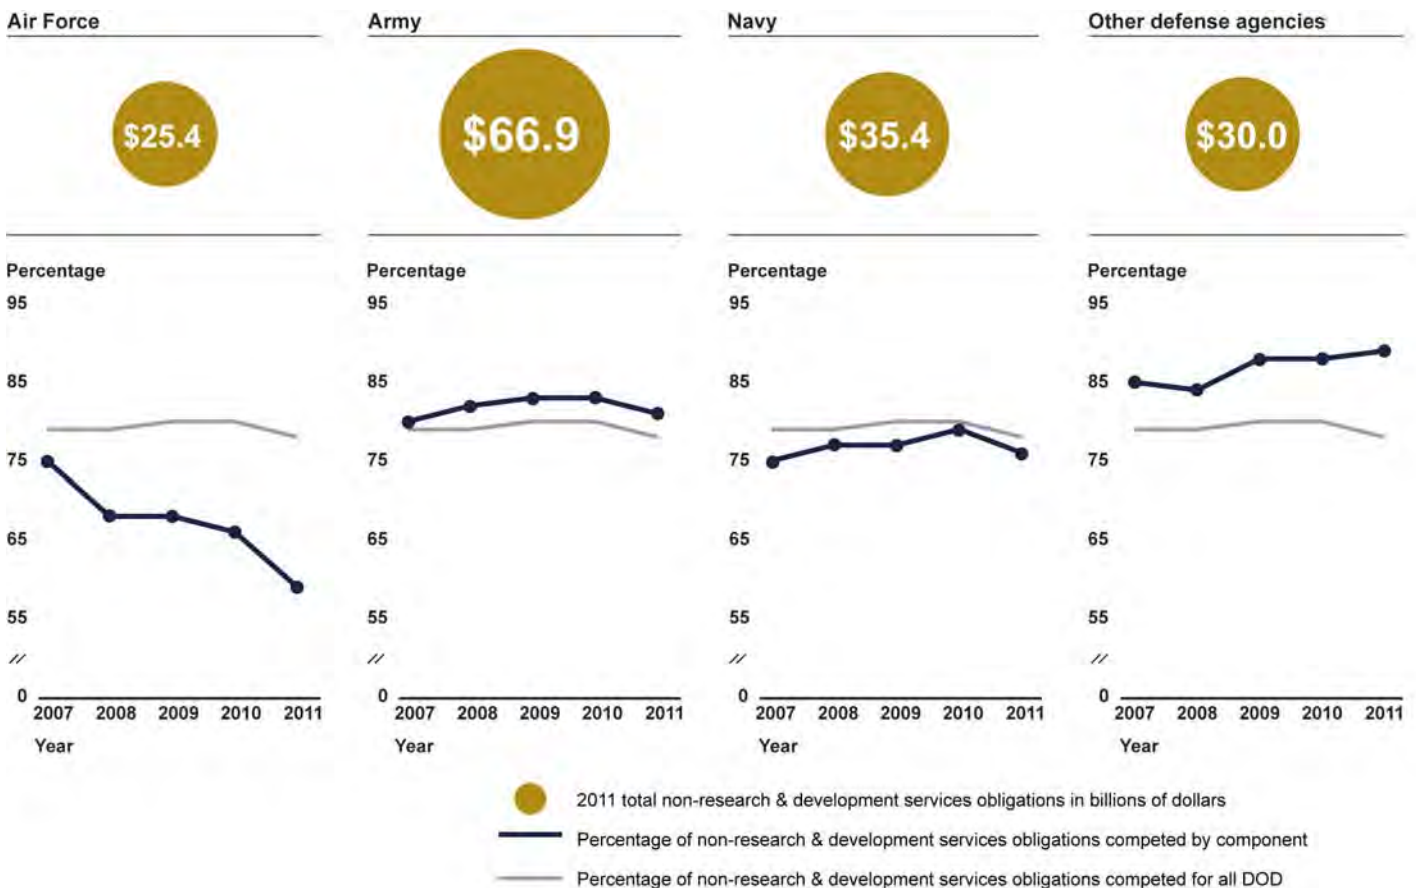 Air Force
$25.4
Percentage
95
85
75
65
55
//
0
2007 2008 2009 2010 2011
Year
Army
$66.9
Percentage
95
85
75
65
55
//
0
2007 2008 2009 2010 2011
Year
Navy
$35.4
Percentage
95
85
75
65
55
//
0
2007 2008 2009 2010 2011
Year
Other defense agencies
$30.0
Percentage
95
85
75
65
55
//
0
2007 2008 2009 2010 2011
Year
2011 total non-research & development services obligations in billions of dollars
Percentage of non-research & development services obligations competed by component
Percentage of non-research & development services obligations competed for all DOD